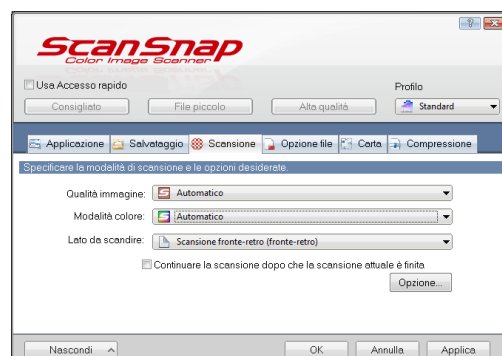 ScanSnap
Color Image Scanner
Usa Accesso rapido
Profilo
Consigliato File piccolo Alta qualità Standard
Applicazione Salvataggio Scansione Opzione file Carta Compressione
Specificare la modalità di scansione e le opzioni desiderate.
Qualità immagine: Automatico
Modalità colore: Automatico
Lato da scandire: Scansione fronte-retro (fronte-retro)
Continuare la scansione dopo che la scansione attuale è finita
Opzione...
Nascondi OK Annulla Applica